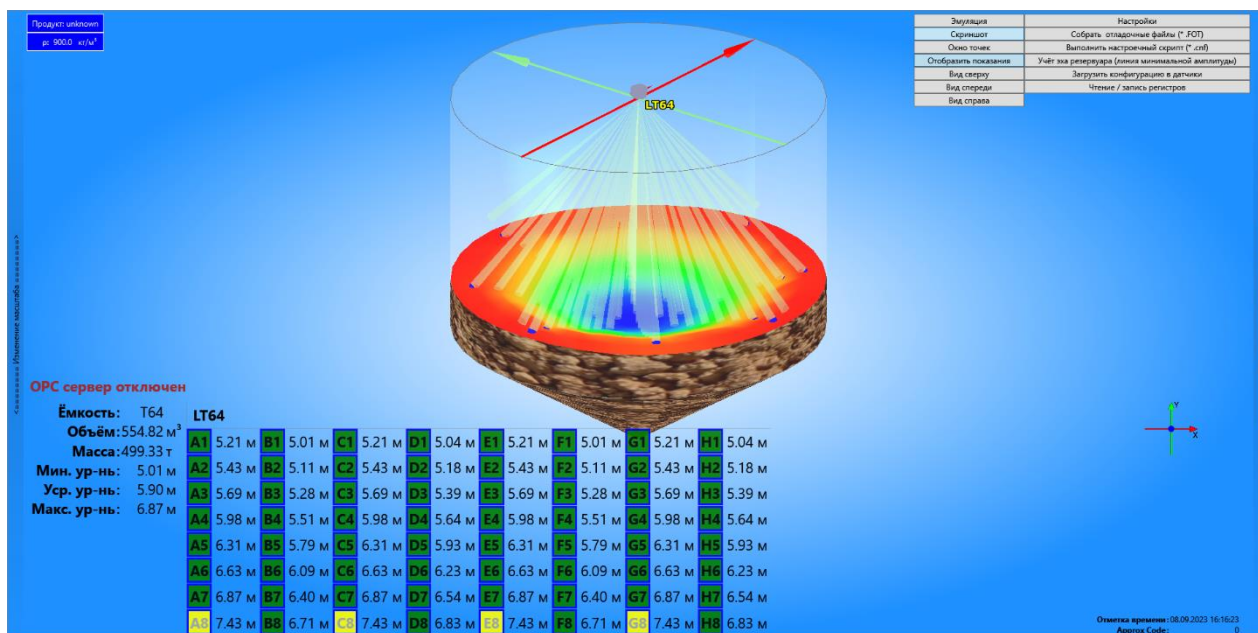 Продукт: unknown
ρ: 900.0 кг/м³
Эмуляция
Скриншот
Окно точек
Отобразить показания
Вид сверху
Вид спереди
Вид справа
Настройки
Собрать отладочные файлы (* .FOT)
Выполнить настроечный скрипт (* .cnf)
Учёт эха резервуара (линия минимальной амплитуды)
Загрузить конфигурацию в датчики
Чтение / запись регистров
LT64
<======== Изменение масштаба ========>
OPC сервер отключен
Ёмкость: T64
Объём: 554.82 м³
Масса: 499.33 т
Мин. ур-нь: 5.01 м
Уср. ур-нь: 5.90 м
Макс. ур-нь: 6.87 м
LT64
A1 5.21 м B1 5.01 м C1 5.21 м D1 5.04 м E1 5.21 м F1 5.01 м G1 5.21 м H1 5.04 м
A2 5.43 м B2 5.11 м C2 5.43 м D2 5.18 м E2 5.43 м F2 5.11 м G2 5.43 м H2 5.18 м
A3 5.69 м B3 5.28 м C3 5.69 м D3 5.39 м E3 5.69 м F3 5.28 м G3 5.69 м H3 5.39 м
A4 5.98 м B4 5.51 м C4 5.98 м D4 5.64 м E4 5.98 м F4 5.51 м G4 5.98 м H4 5.64 м
A5 6.31 м B5 5.79 м C5 6.31 м D5 5.93 м E5 6.31 м F5 5.79 м G5 6.31 м H5 5.93 м
A6 6.63 м B6 6.09 м C6 6.63 м D6 6.23 м E6 6.63 м F6 6.09 м G6 6.63 м H6 6.23 м
A7 6.87 м B7 6.40 м C7 6.87 м D7 6.54 м E7 6.87 м F7 6.40 м G7 6.87 м H7 6.54 м
A8 7.43 м B8 6.71 м C8 7.43 м D8 6.83 м E8 7.43 м F8 6.71 м G8 7.43 м H8 6.83 м
Y
X
Отметка времени: 08.09.2023 16:16:23
Approx Code: 0